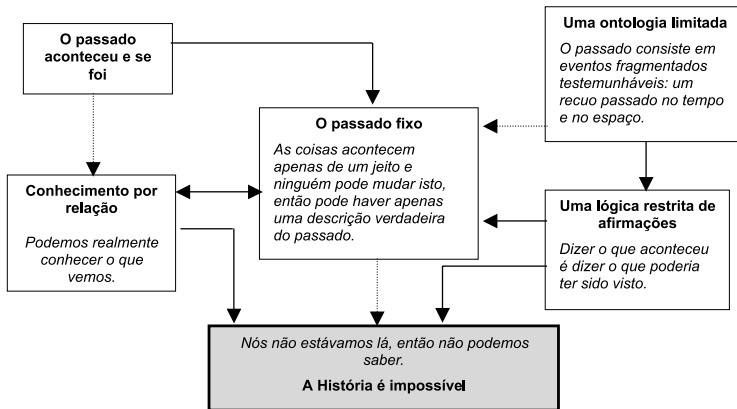 O passado
aconteceu e se
foi
Uma ontologia limitada
O passado consiste em
eventos fragmentados
testemunháveis: um
recuo passado no tempo
e no espaço.
O passado fixo
As coisas acontecem
apenas de um jeito e
ninguém pode mudar isto,
então pode haver apenas
uma descrição verdadeira
do passado.
Conhecimento por
relação
Podemos realmente
conhecer o que
vemos.
Uma lógica restrita de
afirmações
Dizer o que aconteceu
é dizer o que poderia
ter sido visto.
Nós não estávamos lá, então não podemos
saber.
A História é impossível